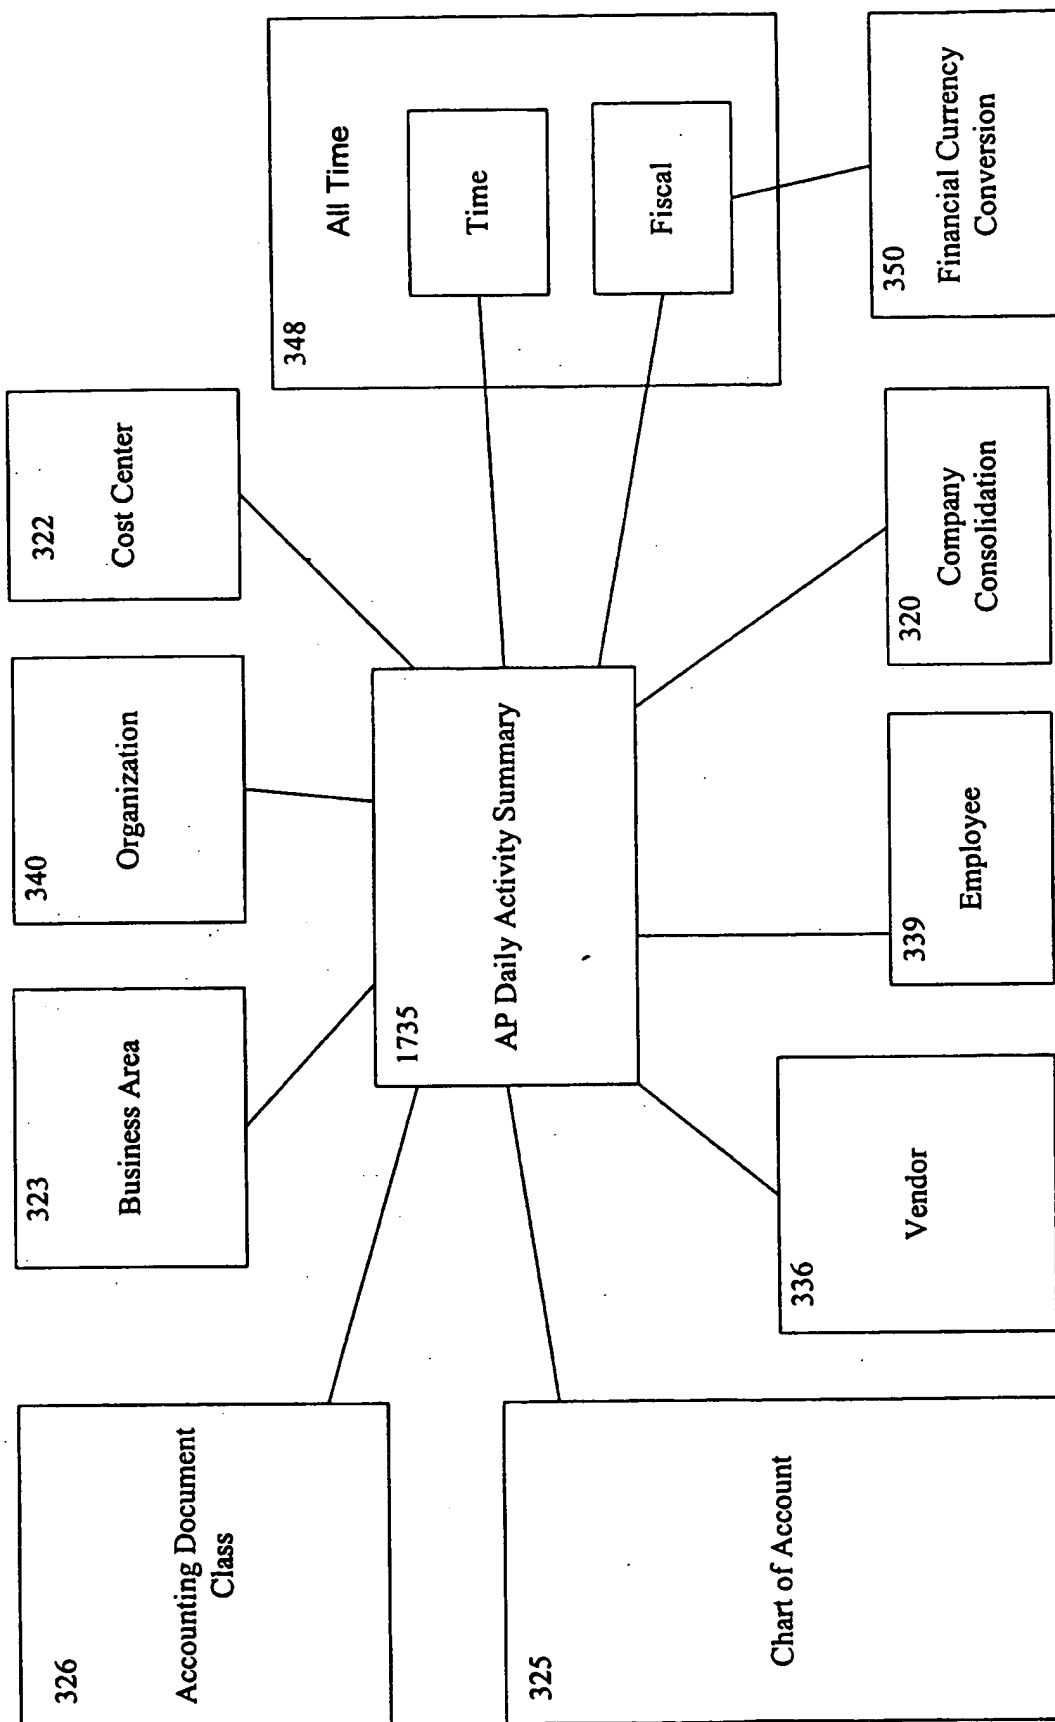 326
Accounting Document
Class
323
Business Area
340
Organization
322
Cost Center
348
All Time
Time
Fiscal
1735
AP Daily Activity Summary
325
Chart of Account
336
Vendor
339
Employee
320
Company
Consolidation
350
Financial Currency
Conversion